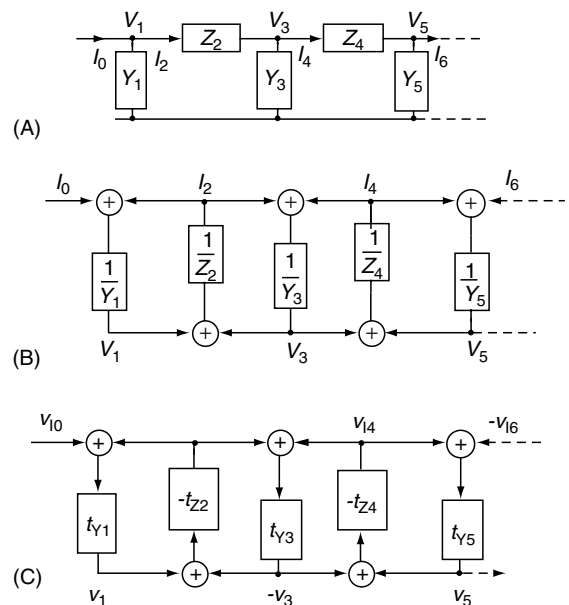 V1 V3 V5
I0 I2 Z2 I4 Z4 I6
Y1 Y3 Y5
(A)
I0 I2 I4 I6
+ + +
1/Y1 1/Z2 1/Y3 1/Z4 1/Y5
+ +
V1 V3 V5
(B)
vI0 vI4 -vI6
+ + +
tY1 -tZ2 tY3 -tZ4 tY5
+ +
(C)
v1 -v3 v5